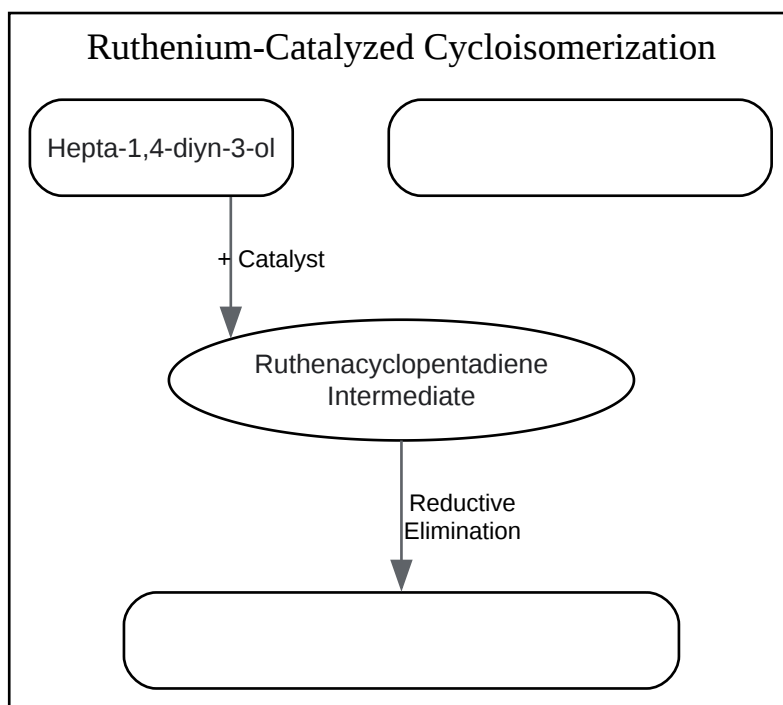 Ruthenium-Catalyzed Cycloisomerization
Hepta-1,4-diyn-3-ol
+ Catalyst
Ruthenacyclopentadiene
Intermediate
Reductive
Elimination